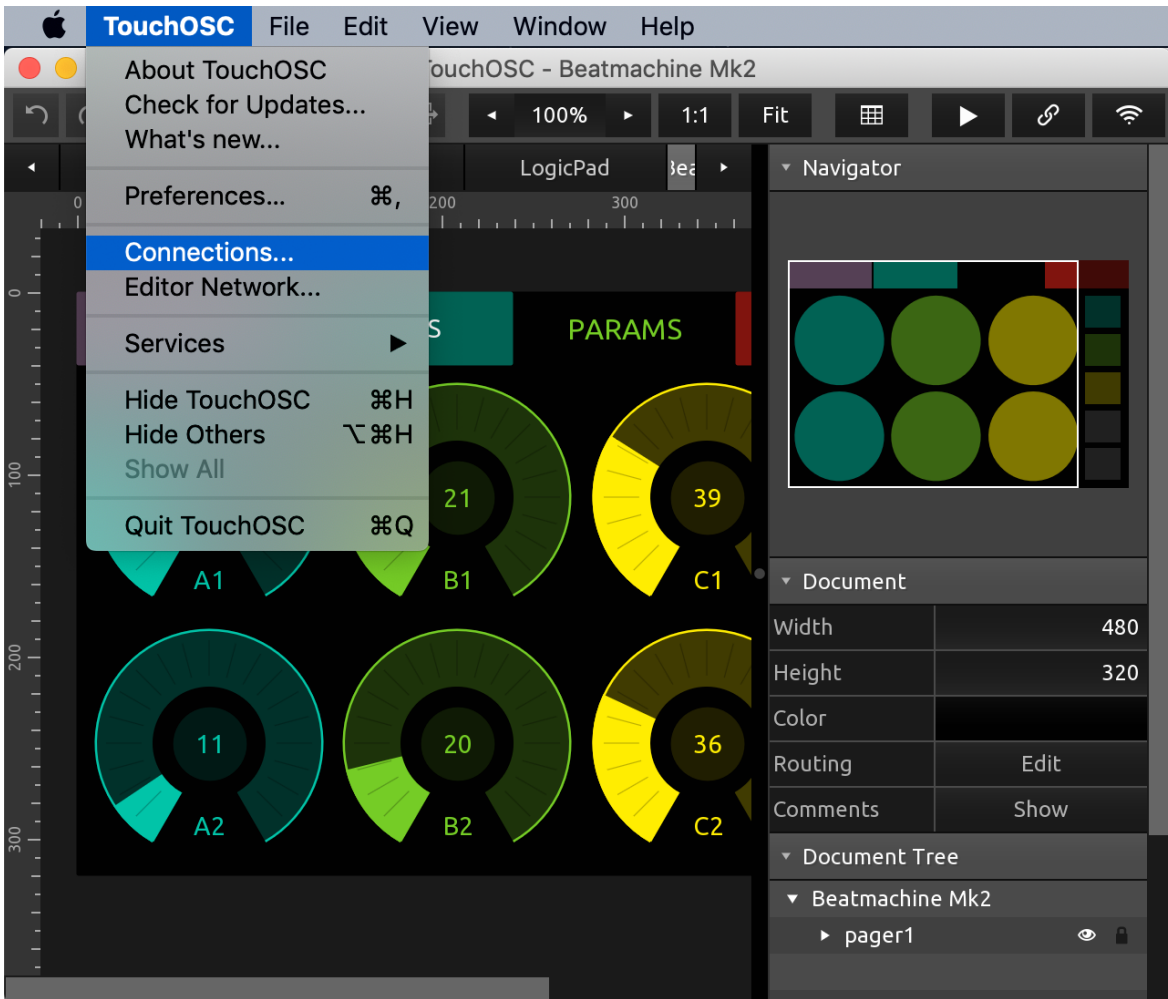 TouchOSC File Edit View Window Help
TouchOSC - Beatmachine Mk2
About TouchOSC
Check for Updates...
What's new...
Preferences... ⌘,
Connections...
Editor Network...
Services ▶
Hide TouchOSC ⌘H
Hide Others ⌥⌘H
Show All
Quit TouchOSC ⌘Q
100% 1:1 Fit
LogicPad Bea
0 200 300
0
100
200
300
S PARAMS
21 39
A1 B1 C1
11 20 36
A2 B2 C2
Navigator
Document
Width 480
Height 320
Color
Routing Edit
Comments Show
Document Tree
Beatmachine Mk2
pager1